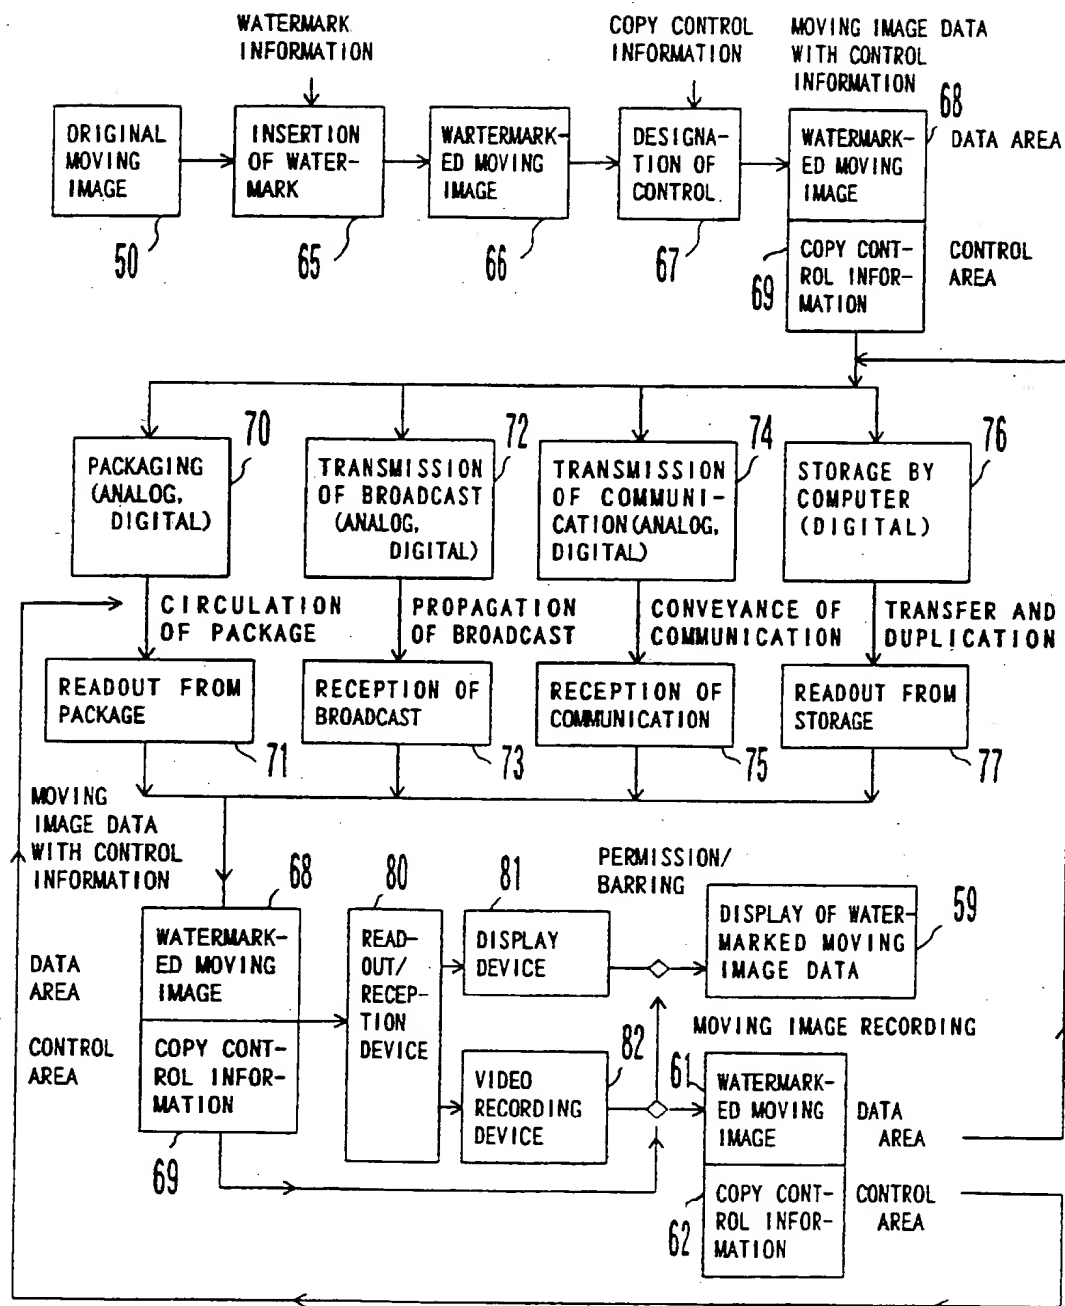 WATERMARK
INFORMATION
COPY CONTROL
INFORMATION
MOVING IMAGE DATA
WITH CONTROL
INFORMATION
68
ORIGINAL
MOVING
IMAGE
INSERTION
OF WATER-
MARK
WARTERMARK-
ED MOVING
IMAGE
DESIGNA-
TION OF
CONTROL
WATERMARK-
ED MOVING
IMAGE
DATA AREA
50
65
66
67
69
COPY CONT-
ROL INFOR-
MATION
CONTROL
AREA
70
72
74
76
PACKAGING
(ANALOG,
DIGITAL)
TRANSMISSION
OF BROADCAST
(ANALOG,
DIGITAL)
TRANSMISSION
OF COMMUNI-
CATION(ANALOG,
DIGITAL)
STORAGE BY
COMPUTER
(DIGITAL)
CIRCULATION
OF PACKAGE
PROPAGATION
OF BROADCAST
CONVEYANCE OF
COMMUNICATION
TRANSFER AND
DUPLICATION
READOUT FROM
PACKAGE
RECEPTION OF
BROADCAST
RECEPTION OF
COMMUNICATION
READOUT FROM
STORAGE
71
73
75
77
MOVING
IMAGE DATA
WITH CONTROL
INFORMATION
68
80
81
PERMISSION/
BARRING
59
WATERMARK-
ED MOVING
IMAGE
DATA
AREA
READ-
OUT/
RECEP-
TION
DEVICE
DISPLAY
DEVICE
DISPLAY OF WATER-
MARKED MOVING
IMAGE DATA
MOVING IMAGE RECORDING
CONTROL
AREA
COPY CONT-
ROL INFOR-
MATION
69
82
VIDEO
RECORDING
DEVICE
61
WATERMARK-
ED MOVING
IMAGE
DATA
AREA
62
COPY CONT-
ROL INFOR-
MATION
CONTROL
AREA